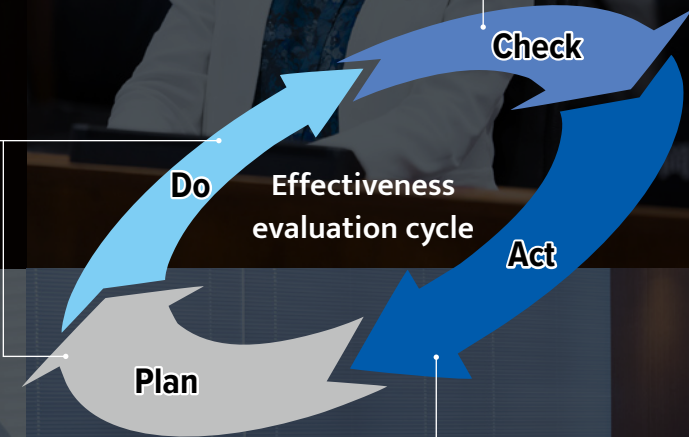 Check
Do
Effectiveness
evaluation cycle
Act
Plan